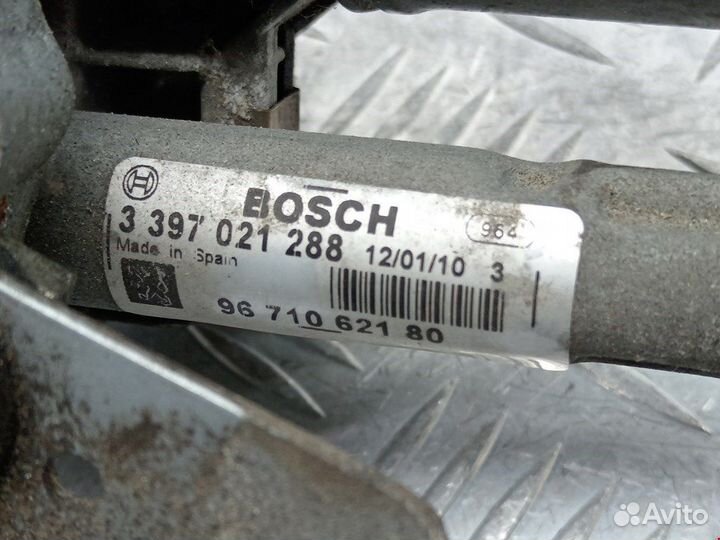 BOSCH
964
3 397 021 288 12/01/10 3
Made in Spain
96 710 621 80
Avito